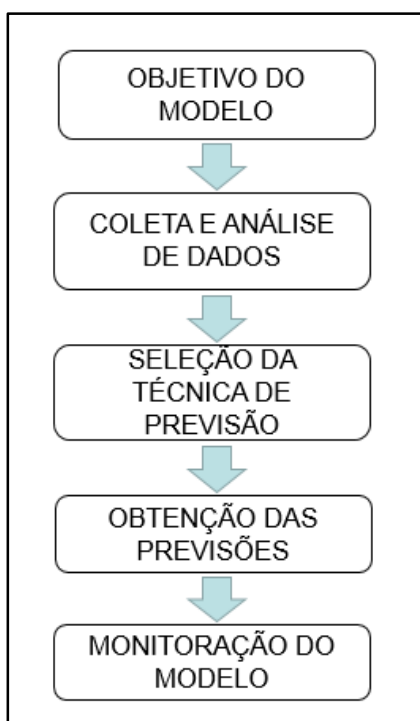 OBJETIVO DO
MODELO
COLETA E ANÁLISE
DE DADOS
SELEÇÃO DA
TÉCNICA DE
PREVISÃO
OBTENÇÃO DAS
PREVISÕES
MONITORAÇÃO DO
MODELO